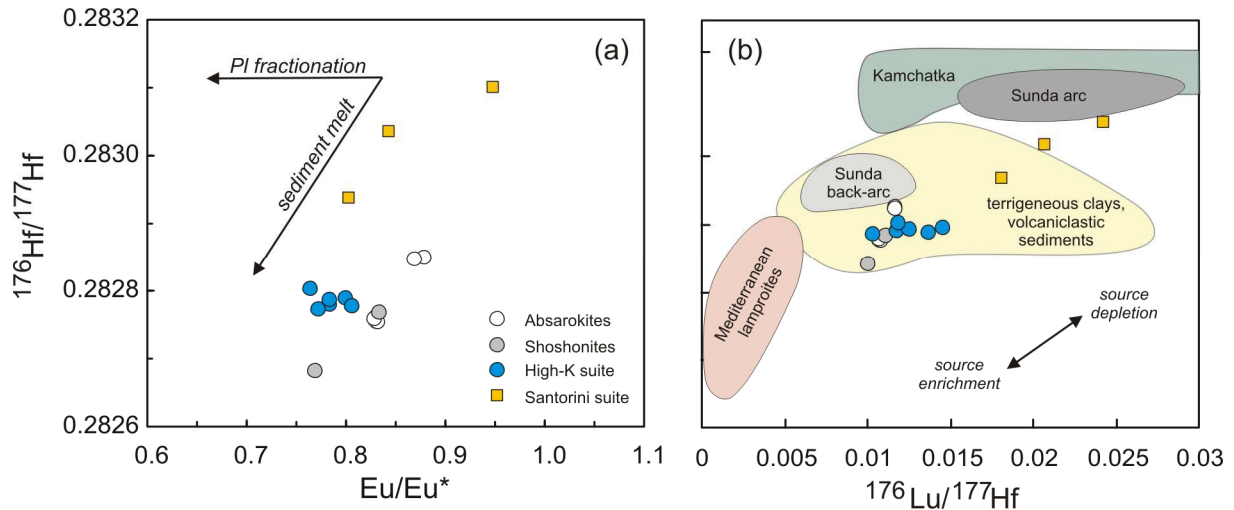 0.2832
0.2830
0.2828
0.2826
176Hf/177Hf
(a)
Pl fractionation
sediment melt
Absarokites
Shoshonites
High-K suite
Santorini suite
0.6 0.7 0.8 0.9 1.0 1.1
Eu/Eu*
(b)
Kamchatka
Sunda arc
Sunda
back-arc
terrigeneous clays,
volcaniclastic
sediments
Mediterranean
lamproites
source
depletion
source
enrichment
0 0.005 0.01 0.015 0.02 0.025 0.03
176Lu/177Hf